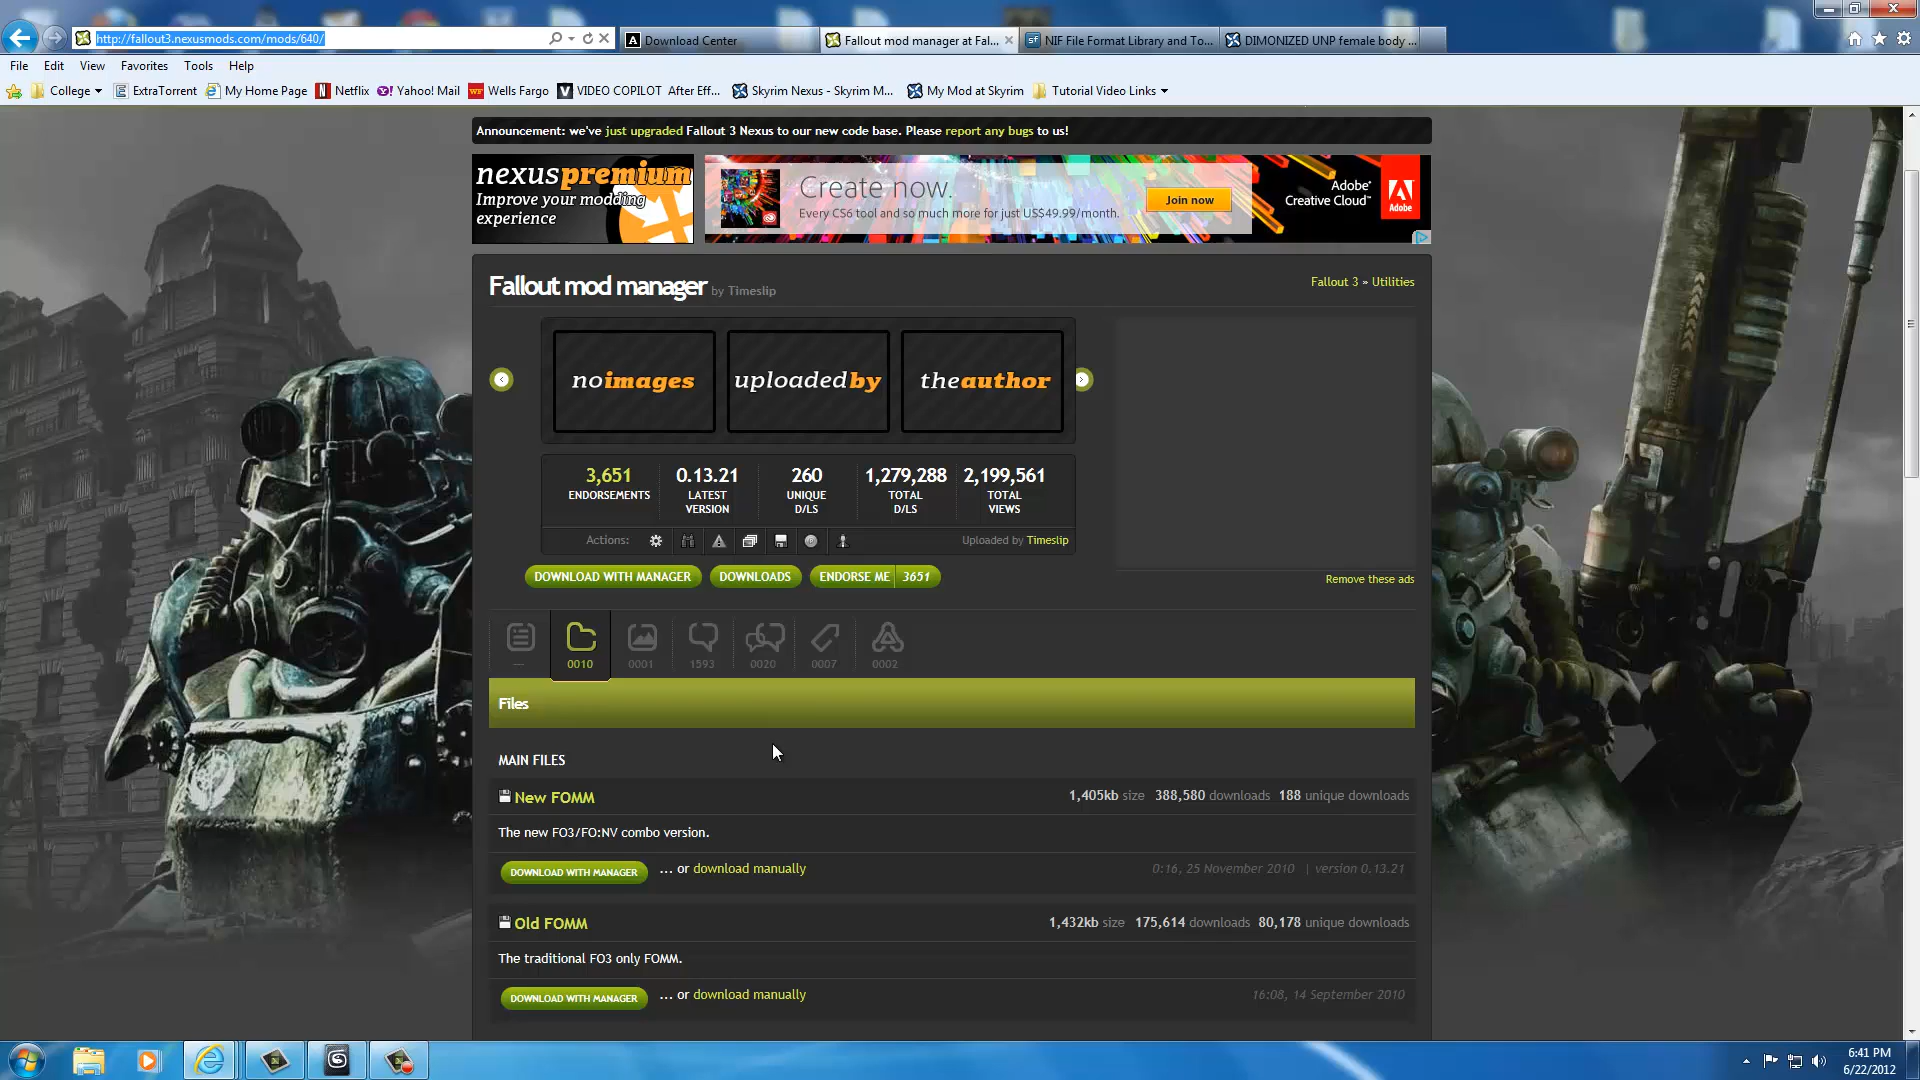 http://fallout3.nexusmods.com/mods/640/
Download Center
Fallout mod manager at Fal...
NIF File Format Library and To...
DIMONIZED UNP female body ...
File Edit View Favorites Tools Help
College ExtraTorrent My Home Page Netflix Yahoo! Mail Wells Fargo VIDEO COPILOT After Eff... Skyrim Nexus - Skyrim M... My Mod at Skyrim Tutorial Video Links
Announcement: we've just upgraded Fallout 3 Nexus to our new code base. Please report any bugs to us!
nexuspremium
Improve your modding
experience
Create now.
Every CS6 tool and so much more for just US$49.99/month.
Join now
Adobe®
Creative Cloud™
Adobe
Fallout mod manager by Timeslip
Fallout 3 » Utilities
noimages
uploadedby
theauthor
3,651 0.13.21 260 1,279,288 2,199,561
ENDORSEMENTS LATEST VERSION UNIQUE D/LS TOTAL D/LS TOTAL VIEWS
Actions:
Uploaded by Timeslip
DOWNLOAD WITH MANAGER DOWNLOADS ENDORSE ME 3651
Remove these ads
--- 0010 0001 1593 0020 0007 0002
Files
MAIN FILES
New FOMM 1,405kb size 388,580 downloads 188 unique downloads
The new FO3/FO:NV combo version.
DOWNLOAD WITH MANAGER ... or download manually 0:16, 25 November 2010 | version 0.13.21
Old FOMM 1,432kb size 175,614 downloads 80,178 unique downloads
The traditional FO3 only FOMM.
DOWNLOAD WITH MANAGER ... or download manually 16:08, 14 September 2010
6:41 PM
6/22/2012